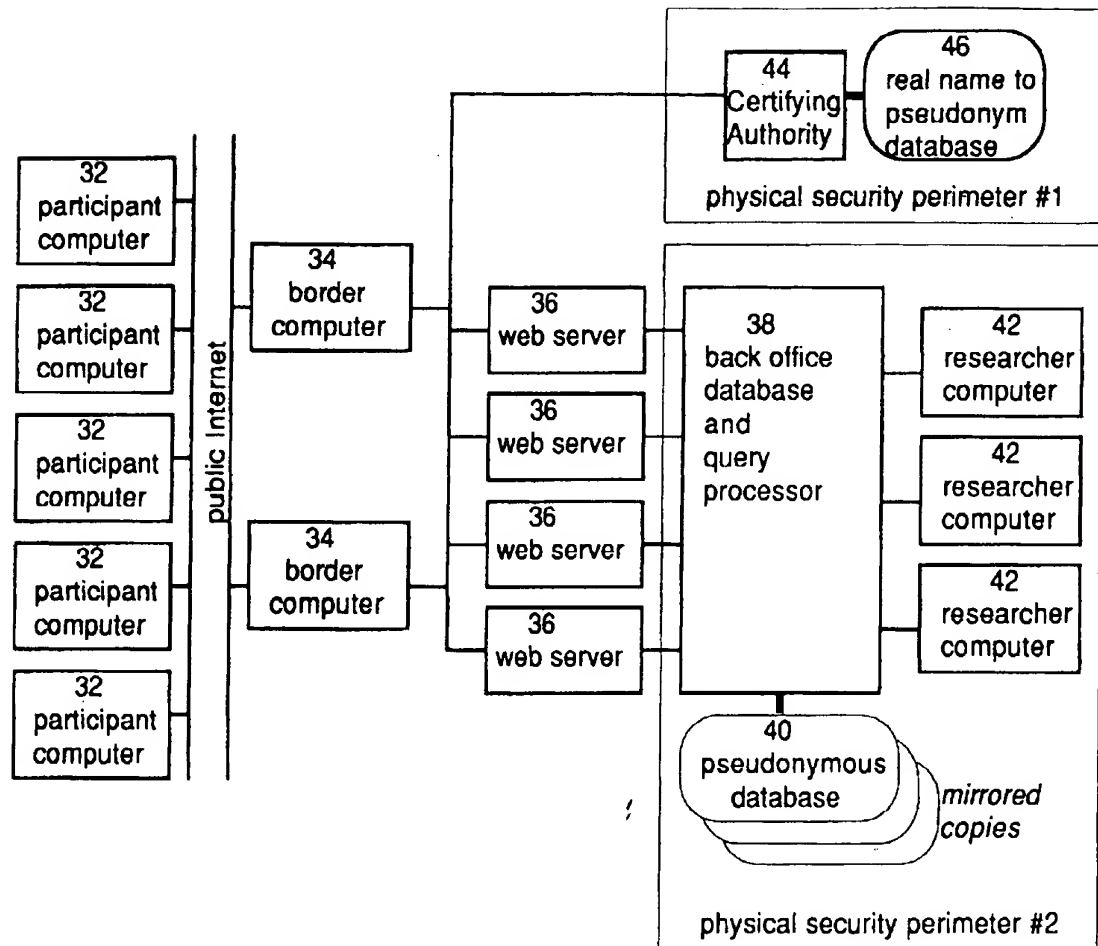 32
participant
computer
32
participant
computer
32
participant
computer
32
participant
computer
32
participant
computer
public Internet
34
border
computer
34
border
computer
36
web server
36
web server
36
web server
36
web server
44
Certifying
Authority
46
real name to
pseudonym
database
physical security perimeter #1
38
back office
database
and
query
processor
42
researcher
computer
42
researcher
computer
42
researcher
computer
40
pseudonymous
database
mirrored
copies
physical security perimeter #2